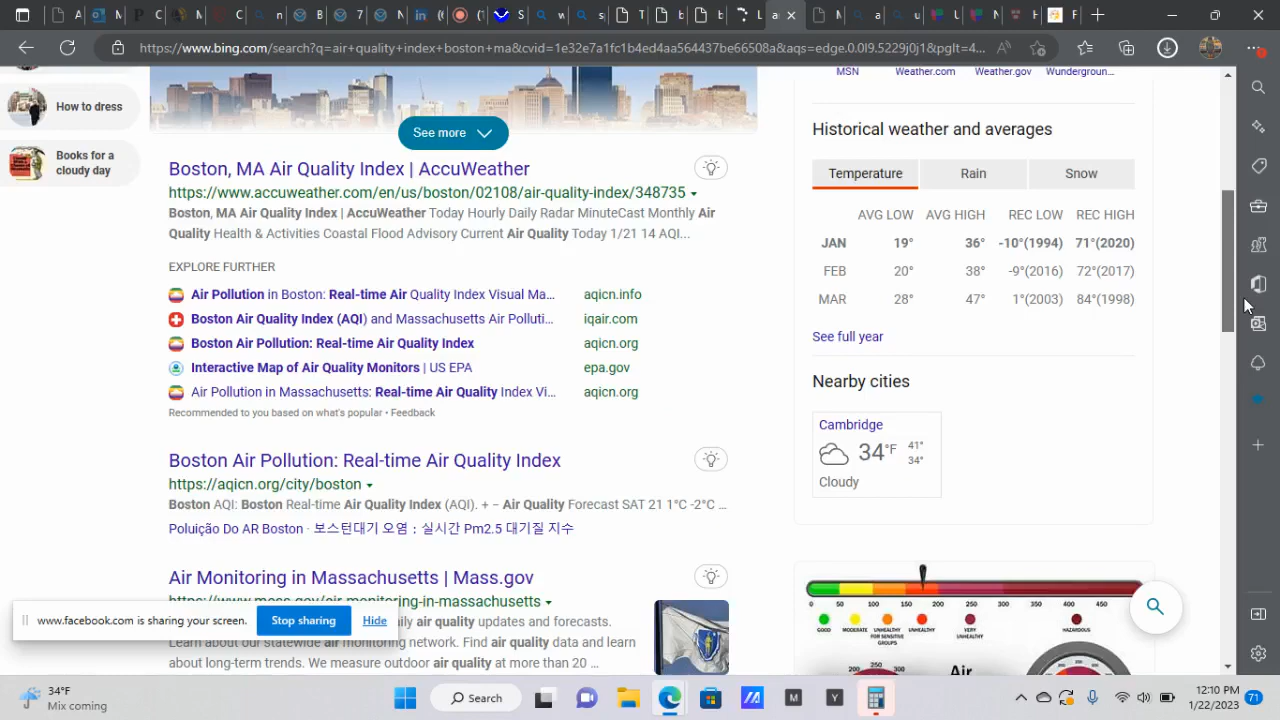 https://www.bing.com/search?q=air+quality+index+boston+ma&cvid=1e32e7a1fc1b4ed4aa564437be66508a&aqs=edge.0.0l9.5229j0j1&pglt=4...
How to dress
Books for a
cloudy day
See more
Boston, MA Air Quality Index | AccuWeather
https://www.accuweather.com/en/us/boston/02108/air-quality-index/348735
Boston, MA Air Quality Index | AccuWeather Today Hourly Daily Radar MinuteCast Monthly Air
Quality Health & Activities Coastal Flood Advisory Current Air Quality Today 1/21 14 AQI...
EXPLORE FURTHER
Air Pollution in Boston: Real-time Air Quality Index Visual Ma... aqicn.info
Boston Air Quality Index (AQI) and Massachusetts Air Polluti... iqair.com
Boston Air Pollution: Real-time Air Quality Index aqicn.org
Interactive Map of Air Quality Monitors | US EPA epa.gov
Air Pollution in Massachusetts: Real-time Air Quality Index Vi... aqicn.org
Recommended to you based on what's popular • Feedback
Boston Air Pollution: Real-time Air Quality Index
https://aqicn.org/city/boston
Boston AQI: Boston Real-time Air Quality Index (AQI). + − Air Quality Forecast SAT 21 1°C -2°C ...
Poluição Do AR Boston · 보스턴대기 오염 : 실시간 Pm2.5 대기질 지수
Air Monitoring in Massachusetts | Mass.gov
air quality updates and forecasts.
Learn about our statewide air monitoring network. Find air quality data and learn
about long-term trends. We measure outdoor air quality at more than 20 ...
MSN Weather.com Weather.gov Wundergroun...
Historical weather and averages
Temperature Rain Snow
AVG LOW AVG HIGH REC LOW REC HIGH
JAN 19° 36° -10°(1994) 71°(2020)
FEB 20° 38° -9°(2016) 72°(2017)
MAR 28° 47° 1°(2003) 84°(1998)
See full year
Nearby cities
Cambridge
34°F 41°
34°
Cloudy
0 50 100 150 200 300 400 450
GOOD MODERATE UNHEALTHY FOR SENSITIVE GROUPS UNHEALTHY VERY UNHEALTHY HAZARDOUS
200 250
Air
www.facebook.com is sharing your screen. Stop sharing Hide
34°F
Mix coming
Search
12:10 PM
1/22/2023
71